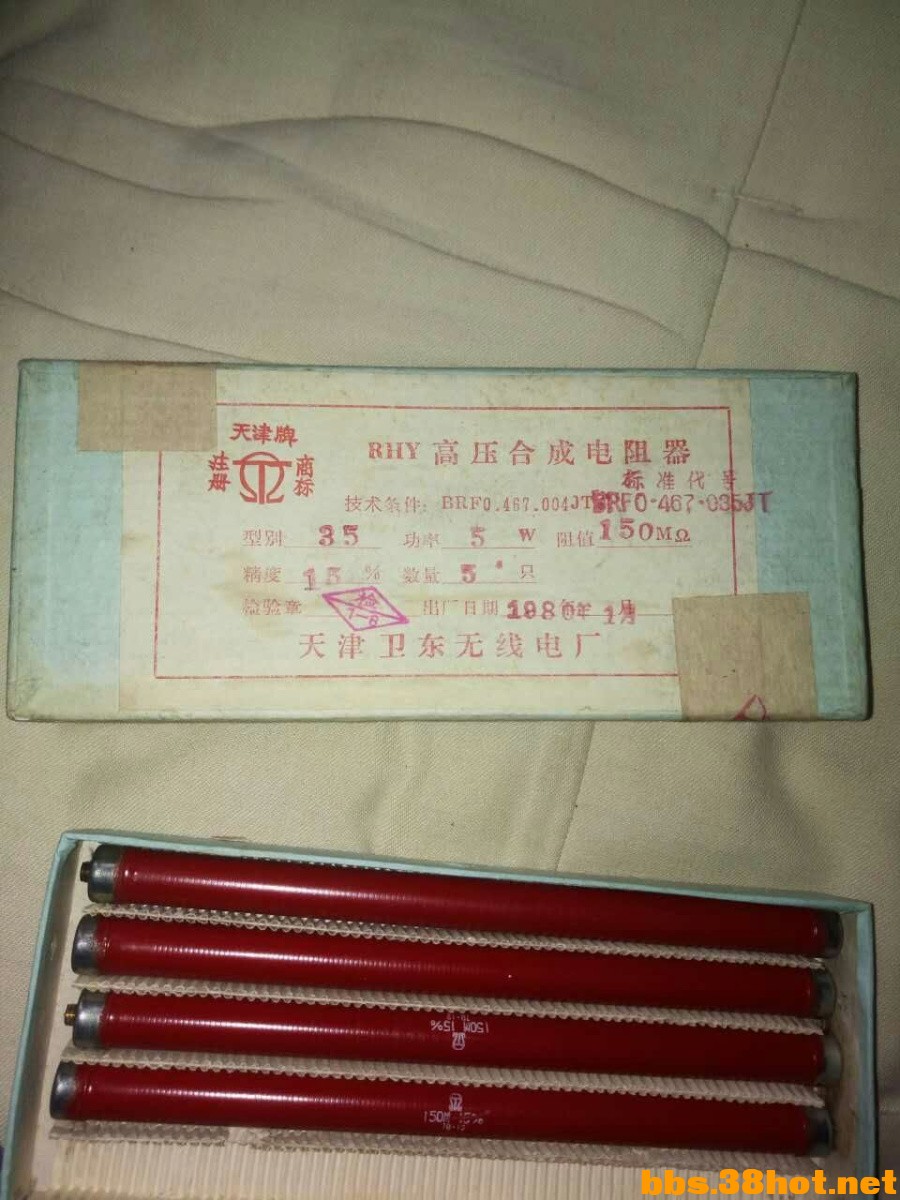 天津牌
注册 商标
RHY 高压合成电阻器
标准代号
技术条件: BRF0.467.004JT BRF0-467-035JT
型别 35 功率 5 W 阻值 150MΩ
精度 15 % 数量 5 只
检验章 检 出厂日期 1980年 1月
天津卫东无线电厂
150M 15%
150M 15%
78-12
bbs.38hot.net